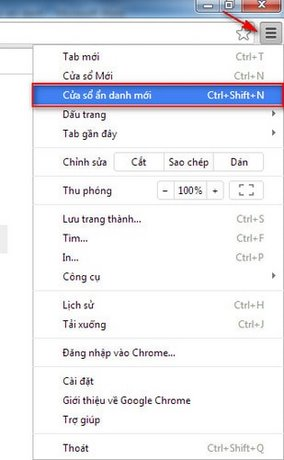 Tab mới Ctrl+T
Cửa sổ Mới Ctrl+N
Cửa sổ ẩn danh mới Ctrl+Shift+N
Dấu trang
Tab gần đây
Chỉnh sửa Cắt Sao chép Dán
Thu phóng − 100% +
Lưu trang thành... Ctrl+S
Tìm... Ctrl+F
In... Ctrl+P
Công cụ
Lịch sử Ctrl+H
Tải xuống Ctrl+J
Đăng nhập vào Chrome...
Cài đặt
Giới thiệu về Google Chrome
Trợ giúp
Thoát Ctrl+Shift+Q